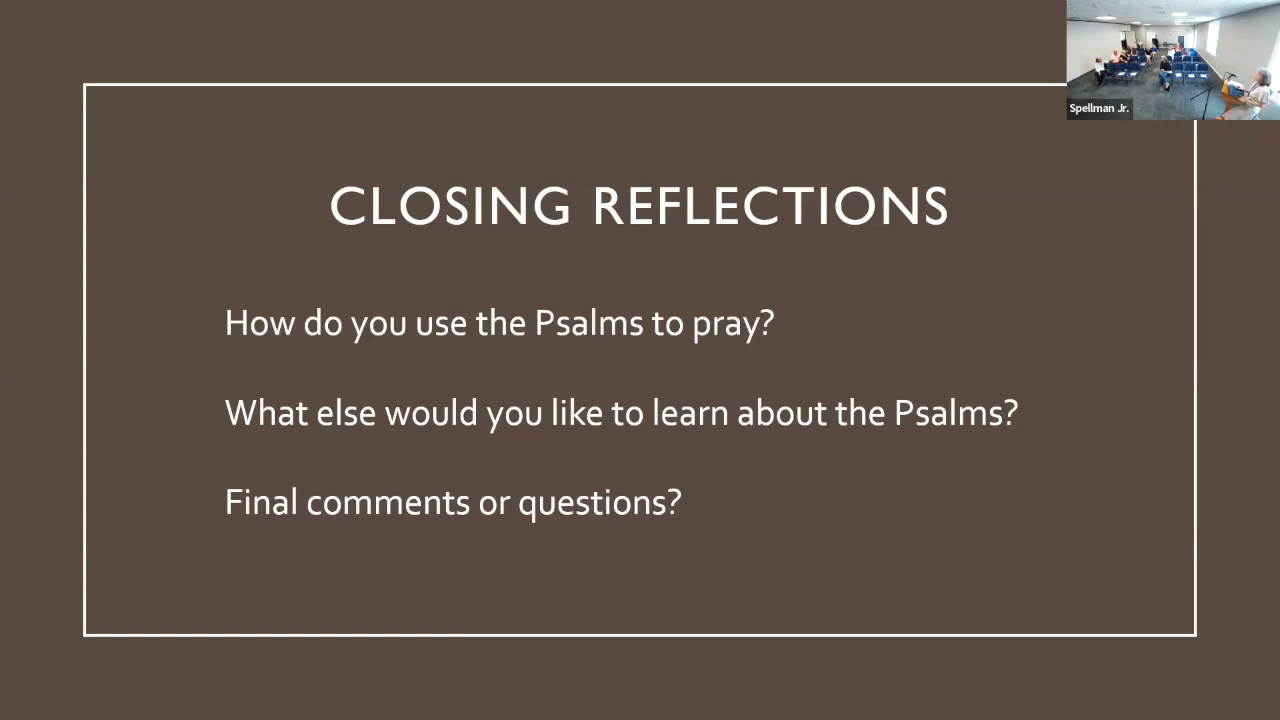 Spellman Jr.
CLOSING REFLECTIONS
How do you use the Psalms to pray?
What else would you like to learn about the Psalms?
Final comments or questions?